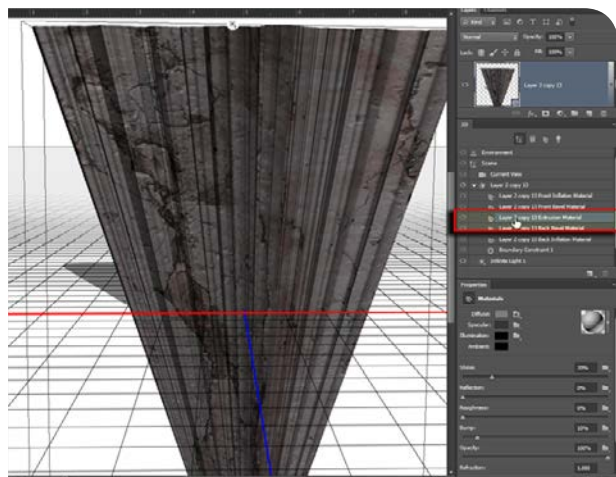 Layers Channels
Kind
Normal Opacity: 100%
Lock: Fill: 100%
Layer 2 copy 13
3D
Environment
Scene
Current View
Layer 2 copy 13
Layer 2 copy 13 Front Inflation Material
Layer 2 copy 13 Front Bevel Material
Layer 2 copy 13 Extrusion Material
Layer 2 copy 13 Back Bevel Material
Layer 2 copy 13 Back Inflation Material
Boundary Constraint 1
Infinite Light 1
Properties
Materials
Diffuse:
Specular:
Illumination:
Ambient:
Shine:
Reflection: 0%
Roughness: 0%
Bump: 10%
Opacity: 100%
Refraction: 1.000